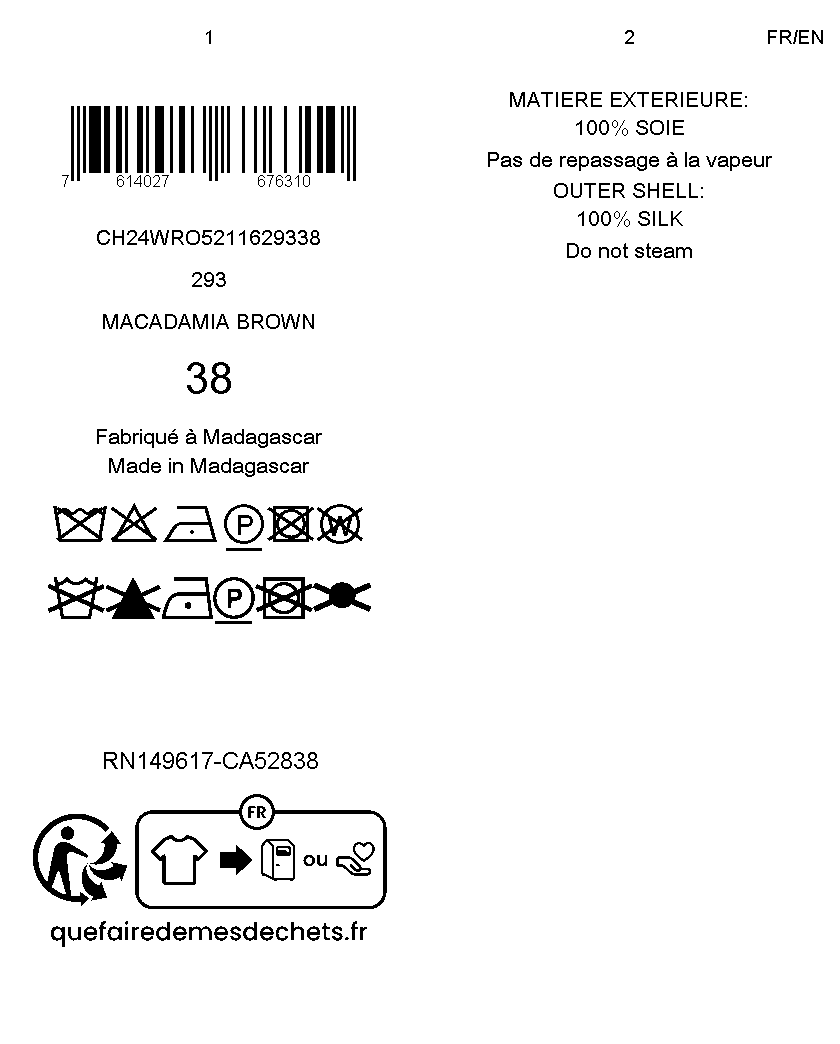 1
7 614027 676310
CH24WRO5211629338
293
MACADAMIA BROWN
38
Fabriqué à Madagascar
Made in Madagascar
P W
P
RN149617-CA52838
FR
ou
quefairedemesdechets.fr
2 FR/EN
MATIERE EXTERIEURE:
100% SOIE
Pas de repassage à la vapeur
OUTER SHELL:
100% SILK
Do not steam